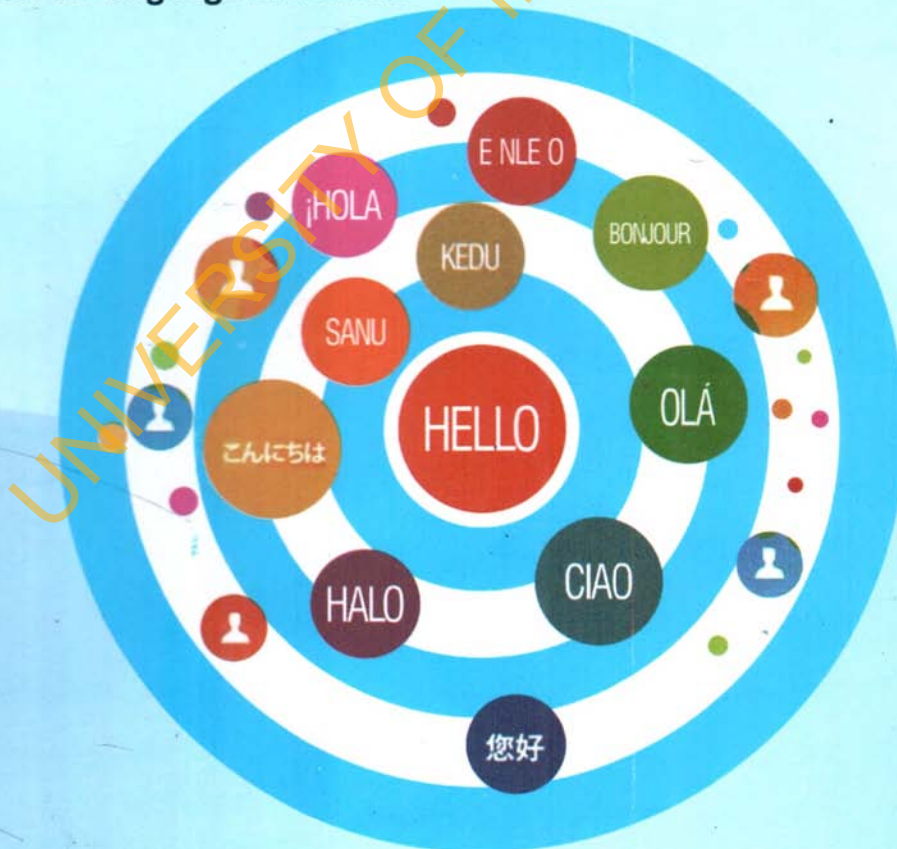 E NLE O
¡HOLA
BONJOUR
KEDU
SANU
OLÁ
HELLO
こんにちは
CIAO
HALO
您好
UNIVERSITY OF